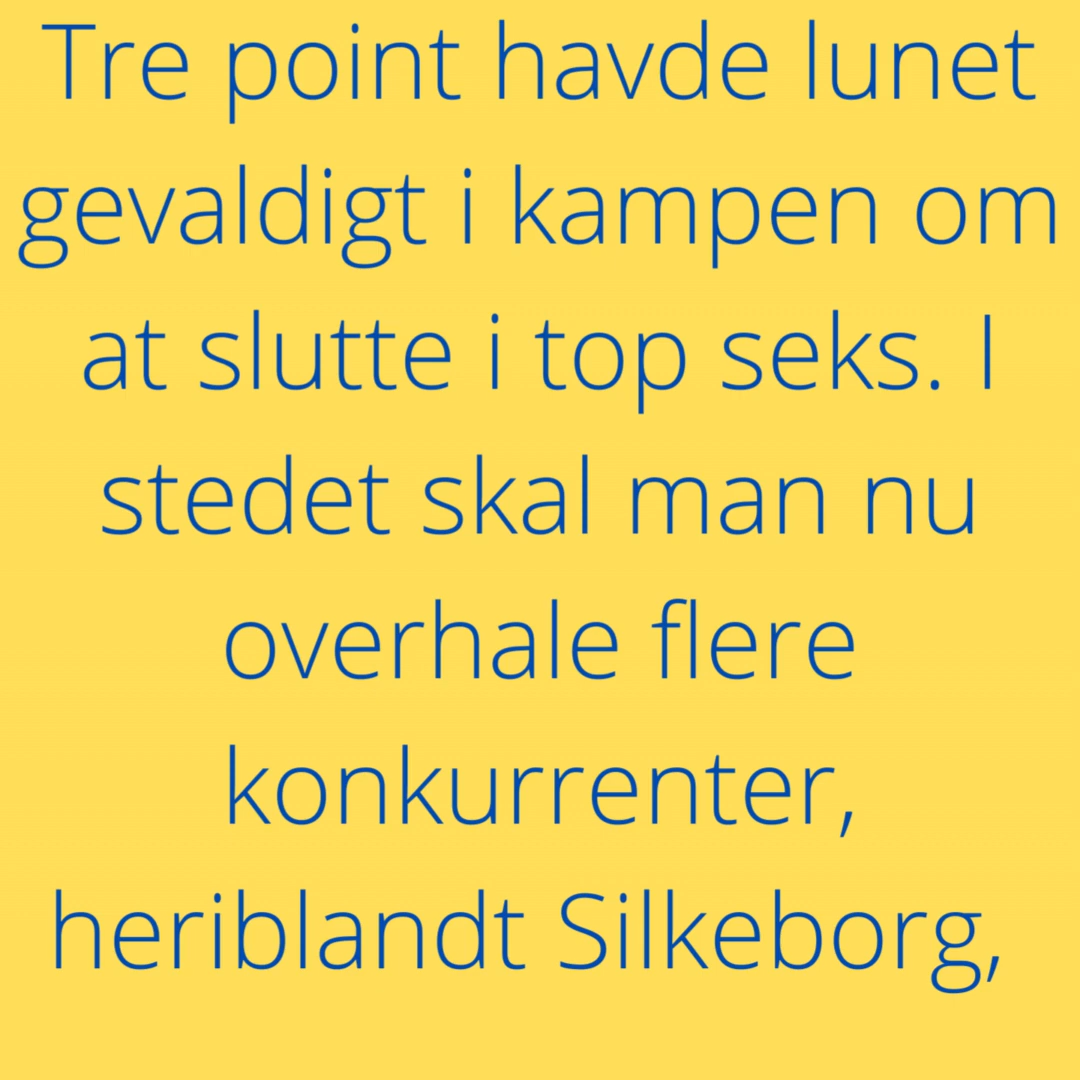 Tre point havde lunet
gevaldigt i kampen om
at slutte i top seks. I
stedet skal man nu
overhale flere
konkurrenter,
heriblandt Silkeborg,